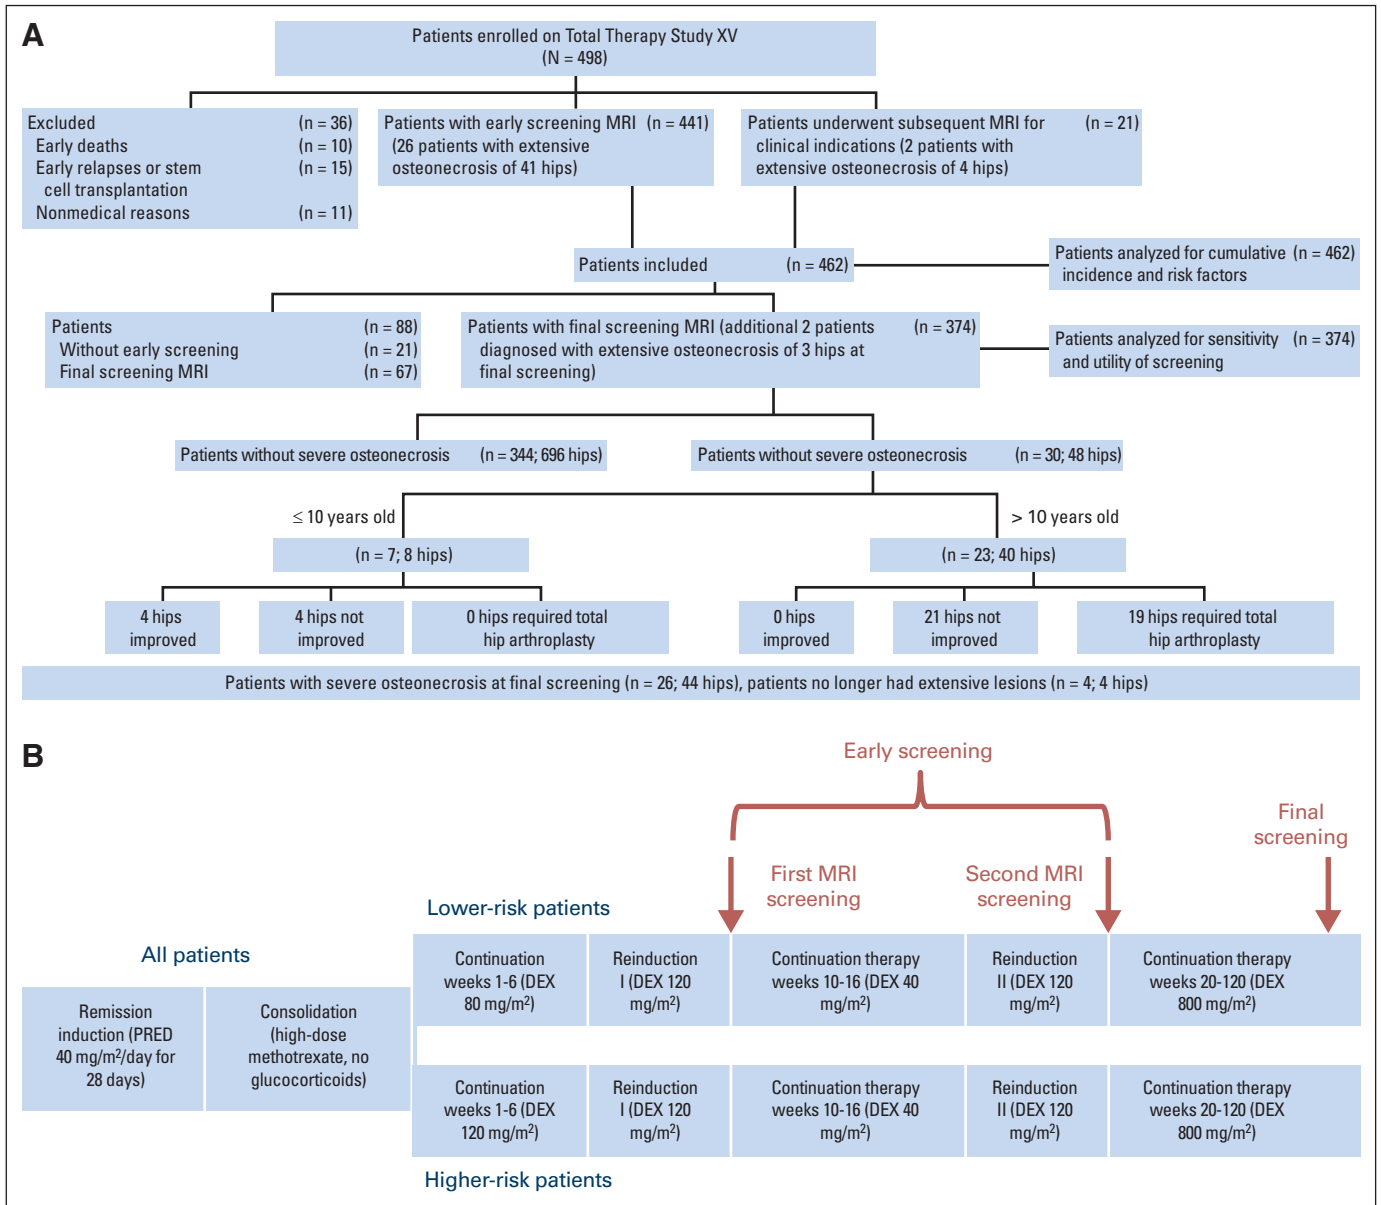 A
Patients enrolled on Total Therapy Study XV
(N = 498)
Excluded (n = 36)
Early deaths (n = 10)
Early relapses or stem (n = 15)
cell transplantation
Nonmedical reasons (n = 11)
Patients with early screening MRI (n = 441)
(26 patients with extensive
osteonecrosis of 41 hips)
Patients underwent subsequent MRI for (n = 21)
clinical indications (2 patients with
extensive osteonecrosis of 4 hips)
Patients included (n = 462)
Patients analyzed for cumulative (n = 462)
incidence and risk factors
Patients (n = 88)
Without early screening (n = 21)
Final screening MRI (n = 67)
Patients with final screening MRI (additional 2 patients (n = 374)
diagnosed with extensive osteonecrosis of 3 hips at
final screening)
Patients analyzed for sensitivity (n = 374)
and utility of screening
Patients without severe osteonecrosis (n = 344; 696 hips)
Patients without severe osteonecrosis (n = 30; 48 hips)
≤ 10 years old
> 10 years old
(n = 7; 8 hips)
(n = 23; 40 hips)
4 hips
improved
4 hips not
improved
0 hips required total
hip arthroplasty
0 hips
improved
21 hips not
improved
19 hips required total
hip arthroplasty
Patients with severe osteonecrosis at final screening (n = 26; 44 hips), patients no longer had extensive lesions (n = 4; 4 hips)
B
Early screening
Final
screening
First MRI
screening
Second MRI
screening
Lower-risk patients
All patients
Remission
induction (PRED
40 mg/m²/day for
28 days)
Consolidation
(high-dose
methotrexate, no
glucocorticoids)
Continuation
weeks 1-6 (DEX
80 mg/m²)
Reinduction
I (DEX 120
mg/m²)
Continuation therapy
weeks 10-16 (DEX 40
mg/m²)
Reinduction
II (DEX 120
mg/m²)
Continuation therapy
weeks 20-120 (DEX
800 mg/m²)
Continuation
weeks 1-6 (DEX
120 mg/m²)
Reinduction
I (DEX 120
mg/m²)
Continuation therapy
weeks 10-16 (DEX 40
mg/m²)
Reinduction
II (DEX 120
mg/m²)
Continuation therapy
weeks 20-120 (DEX
800 mg/m²)
Higher-risk patients